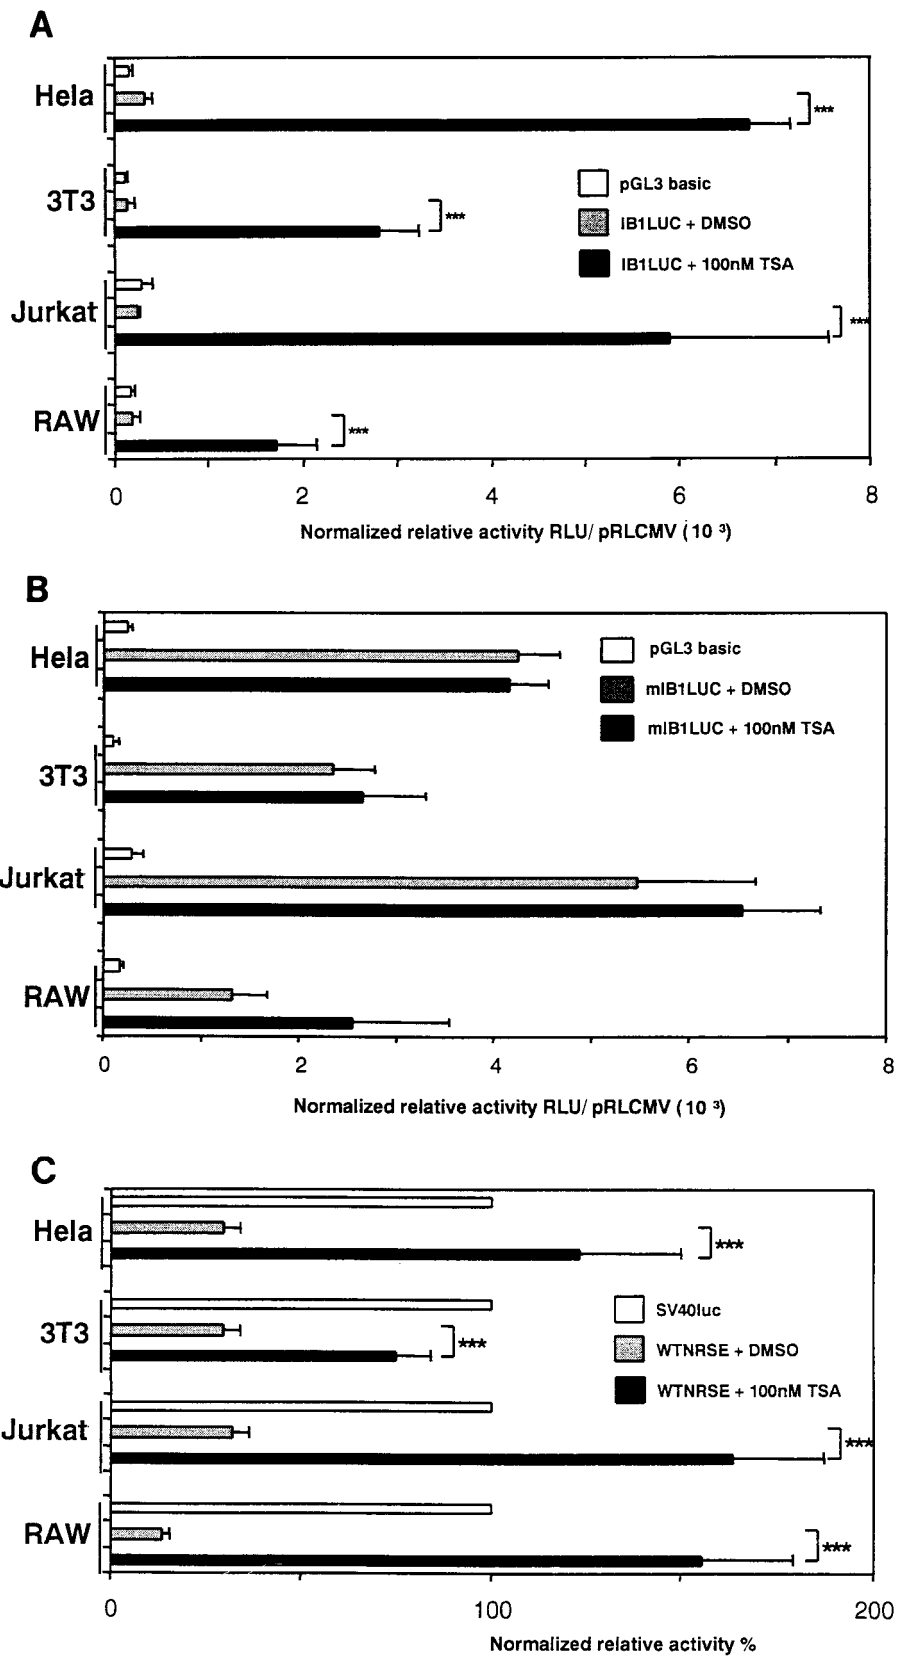 A
Hela
***
3T3
***
pGL3 basic
IB1LUC + DMSO
IB1LUC + 100nM TSA
Jurkat
***
RAW
***
0 2 4 6 8
Normalized relative activity RLU/ pRLCMV ( 10 ³)
B
Hela
pGL3 basic
mIB1LUC + DMSO
mIB1LUC + 100nM TSA
3T3
Jurkat
RAW
0 2 4 6 8
Normalized relative activity RLU/ pRLCMV ( 10 ³)
C
Hela
***
3T3
***
SV40luc
WTNRSE + DMSO
WTNRSE + 100nM TSA
Jurkat
***
RAW
***
0 100 200
Normalized relative activity %